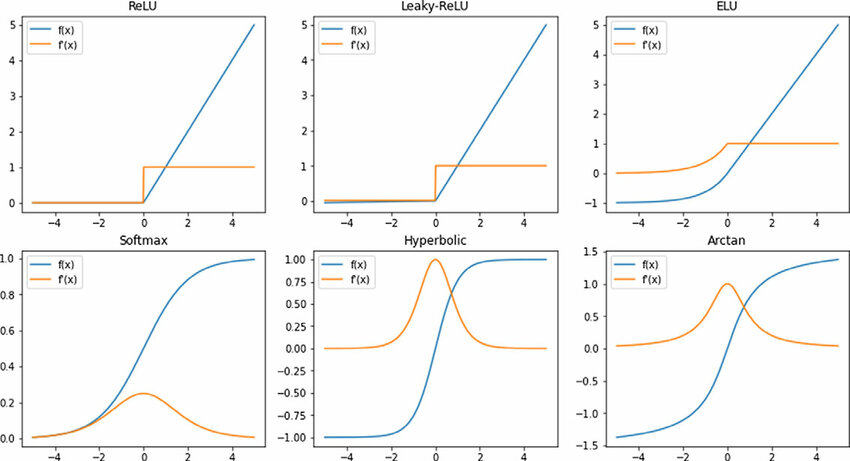 ReLU
f(x)
f'(x)
5
4
3
2
1
0
−4 −2 0 2 4
Leaky-ReLU
f(x)
f'(x)
5
4
3
2
1
0
−4 −2 0 2 4
ELU
f(x)
f'(x)
5
4
3
2
1
0
−1
−4 −2 0 2 4
Softmax
f(x)
f'(x)
1.0
0.8
0.6
0.4
0.2
0.0
−4 −2 0 2 4
Hyperbolic
f(x)
f'(x)
1.00
0.75
0.50
0.25
0.00
−0.25
−0.50
−0.75
−1.00
−4 −2 0 2 4
Arctan
f(x)
f'(x)
1.5
1.0
0.5
0.0
−0.5
−1.0
−1.5
−4 −2 0 2 4